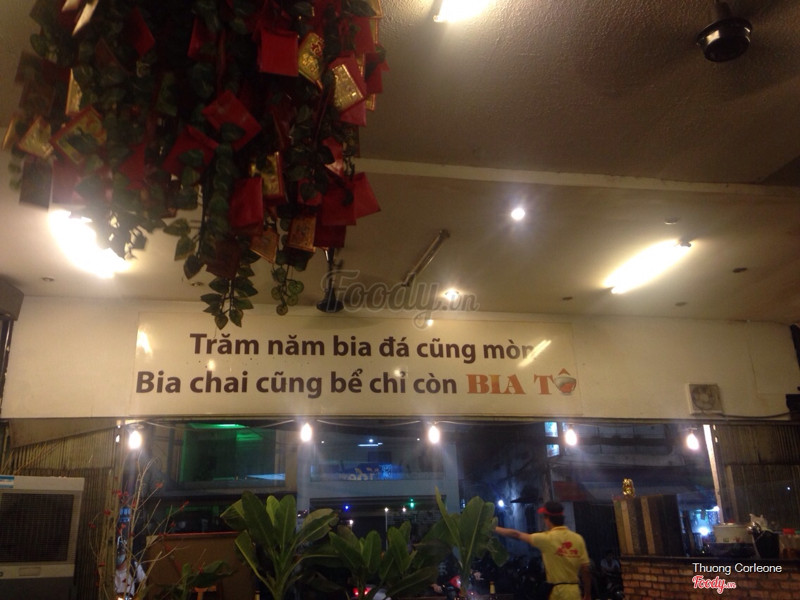 Foody.vn
Trăm năm bia đá cũng mòn
Bia chai cũng bể chỉ còn BIA TÔ
Thuong Corleone
Foody.vn